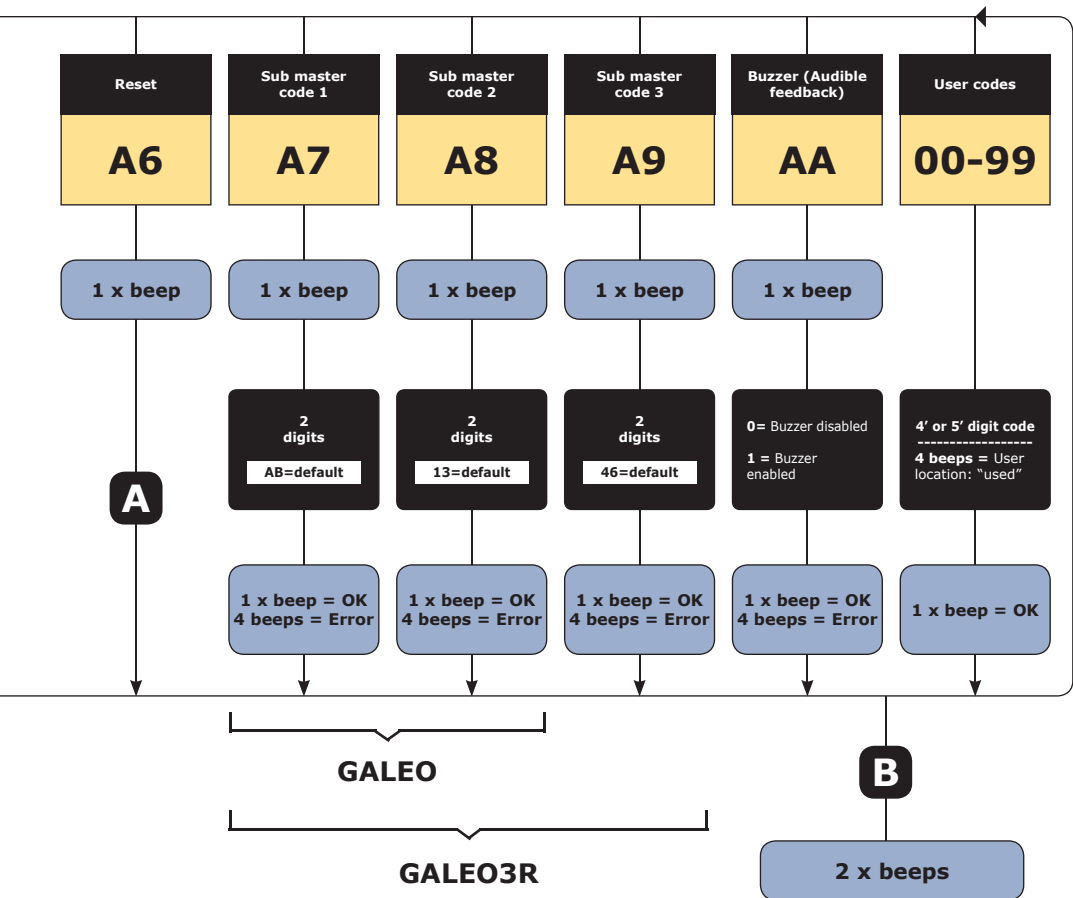 Reset
A6
1 x beep
A
Sub master
code 1
A7
1 x beep
2
digits
AB=default
1 x beep = OK
4 beeps = Error
Sub master
code 2
A8
1 x beep
2
digits
13=default
1 x beep = OK
4 beeps = Error
Sub master
code 3
A9
1 x beep
2
digits
46=default
1 x beep = OK
4 beeps = Error
Buzzer (Audible
feedback)
AA
1 x beep
0= Buzzer disabled
1 = Buzzer
enabled
1 x beep = OK
4 beeps = Error
User codes
00-99
4’ or 5’ digit code
------------------
4 beeps = User
location: “used”
1 x beep = OK
GALEO
GALEO3R
B
2 x beeps